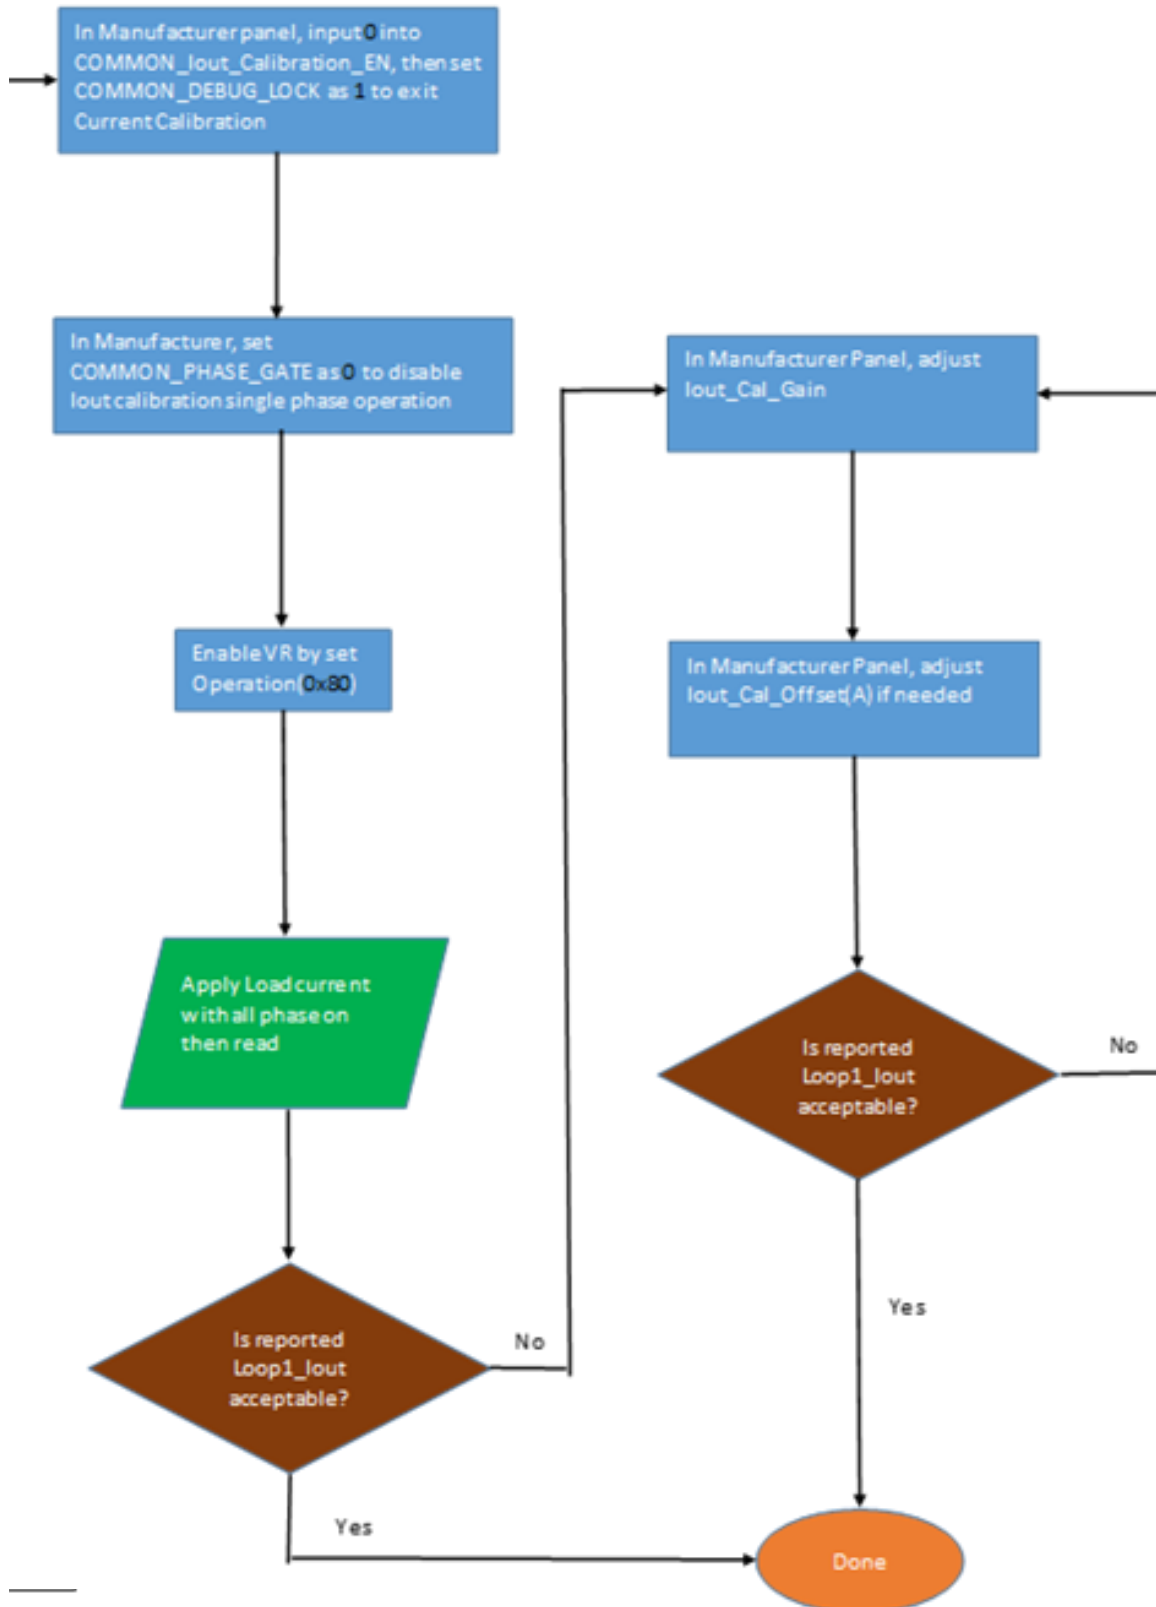 In Manufacturer panel, input 0 into
COMMON_Iout_Calibration_EN, then set
COMMON_DEBUG_LOCK as 1 to exit
Current Calibration
In Manufacturer, set
COMMON_PHASE_GATE as 0 to disable
Iout calibration single phase operation
Enable VR by set
Operation(0x80)
Apply Load current
with all phase on
then read
Is reported
Loop1_Iout
acceptable?
No
Yes
In Manufacturer Panel, adjust
Iout_Cal_Gain
In Manufacturer Panel, adjust
Iout_Cal_Offset(A) if needed
Is reported
Loop1_Iout
acceptable?
No
Yes
Done